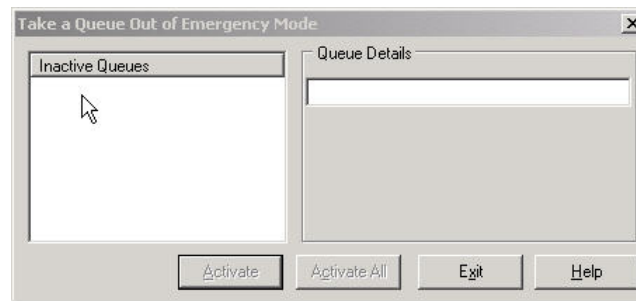 Take a Queue Out of Emergency Mode
Inactive Queues
Queue Details
Activate
Activate All
Exit
Help